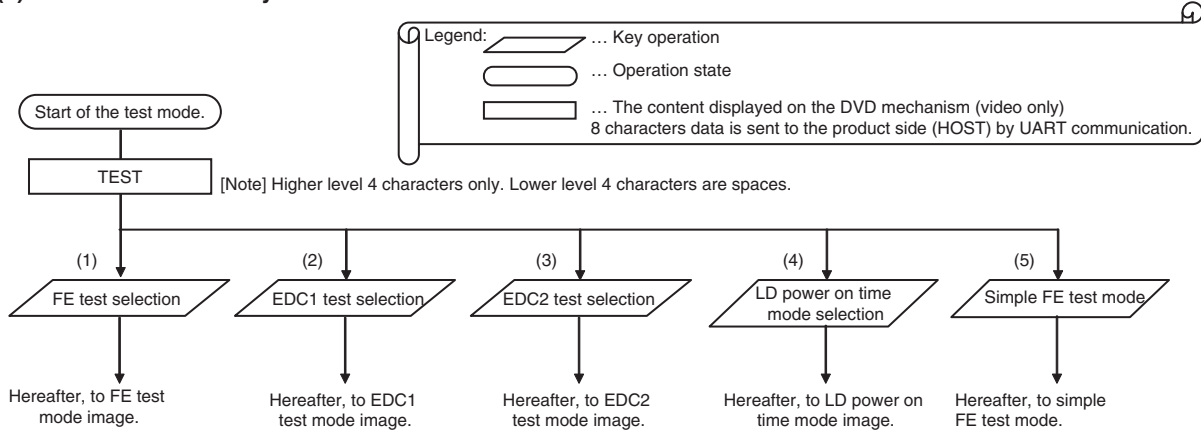 Legend:
… Key operation
… Operation state
… The content displayed on the DVD mechanism (video only)
8 characters data is sent to the product side (HOST) by UART communication.
Start of the test mode.
TEST
[Note] Higher level 4 characters only. Lower level 4 characters are spaces.
(1)
(2)
(3)
(4)
(5)
FE test selection
EDC1 test selection
EDC2 test selection
LD power on time
mode selection
Simple FE test mode
Hereafter, to FE test
mode image.
Hereafter, to EDC1
test mode image.
Hereafter, to EDC2
test mode image.
Hereafter, to LD power on
time mode image.
Hereafter, to simple
FE test mode.